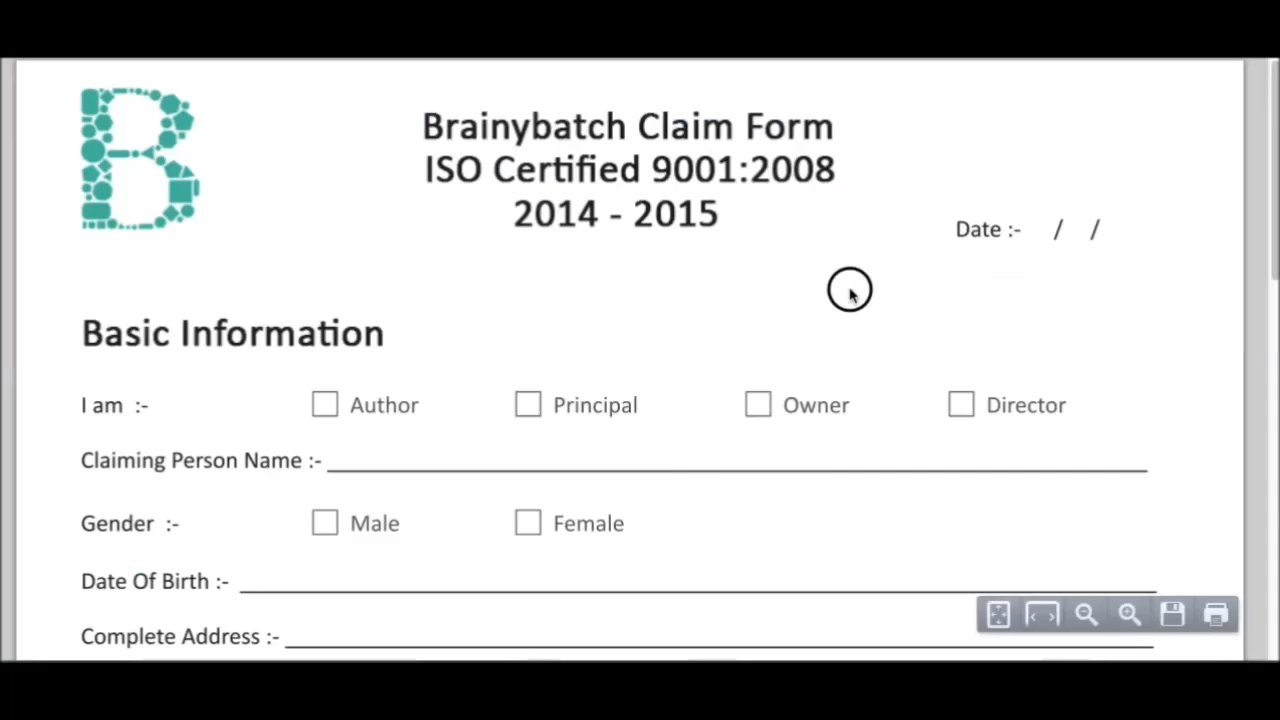 Brainybatch Claim Form
ISO Certified 9001:2008
2014 - 2015
Date :- / /
Basic Information
I am :- Author Principal Owner Director
Claiming Person Name :-
Gender :- Male Female
Date Of Birth :-
Complete Address :-